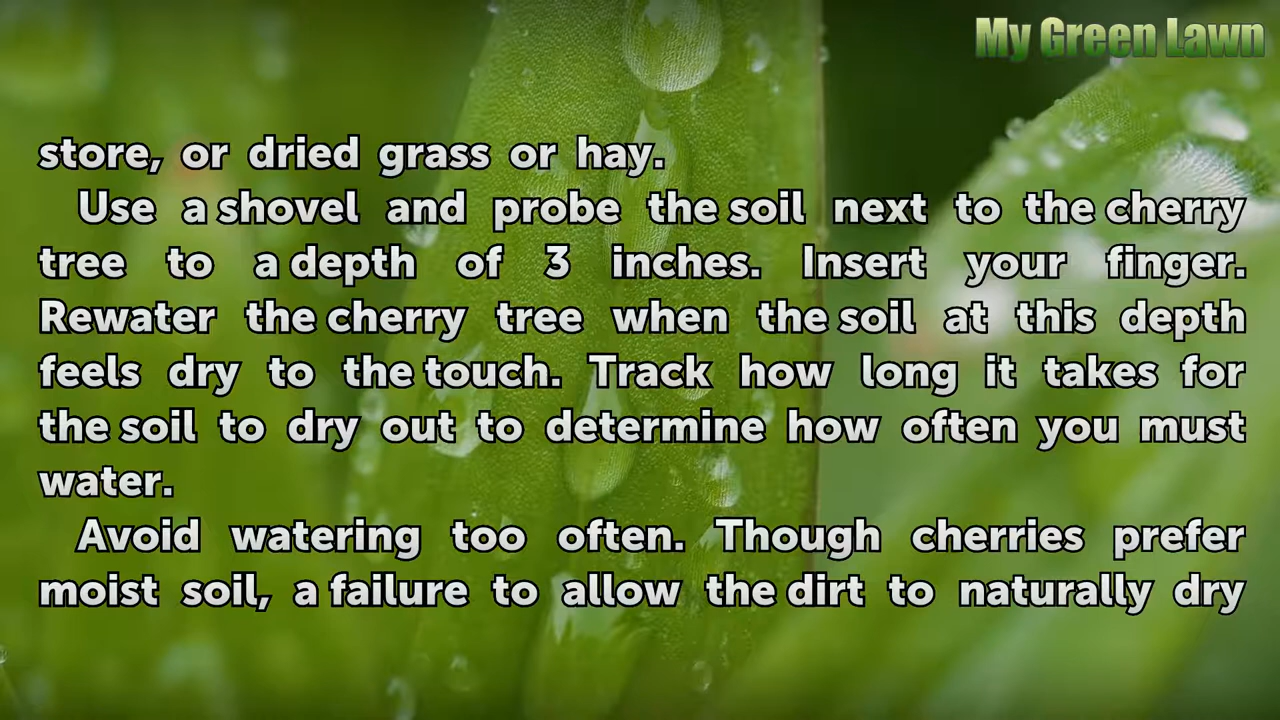 My Green Lawn
store, or dried grass or hay.
Use a shovel and probe the soil next to the cherry
tree to a depth of 3 inches. Insert your finger.
Rewater the cherry tree when the soil at this depth
feels dry to the touch. Track how long it takes for
the soil to dry out to determine how often you must
water.
Avoid watering too often. Though cherries prefer
moist soil, a failure to allow the dirt to naturally dry